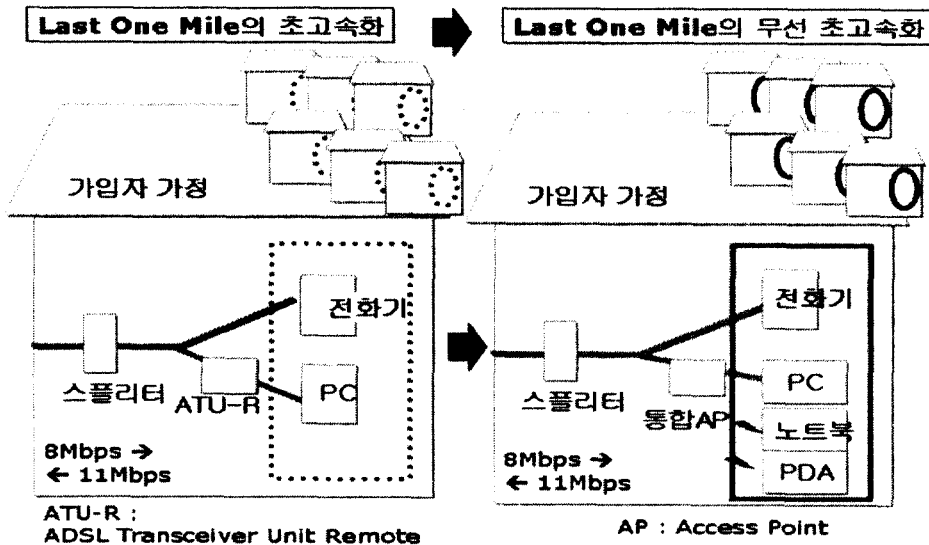 Last One Mile의 초고속화
Last One Mile의 무선 초고속화
가입자 가정
전화기
스플리터
ATU-R
PC
8Mbps →
← 11Mbps
ATU-R :
ADSL Transceiver Unit Remote
가입자 가정
전화기
스플리터
통합AP
PC
노트북
PDA
8Mbps →
← 11Mbps
AP : Access Point